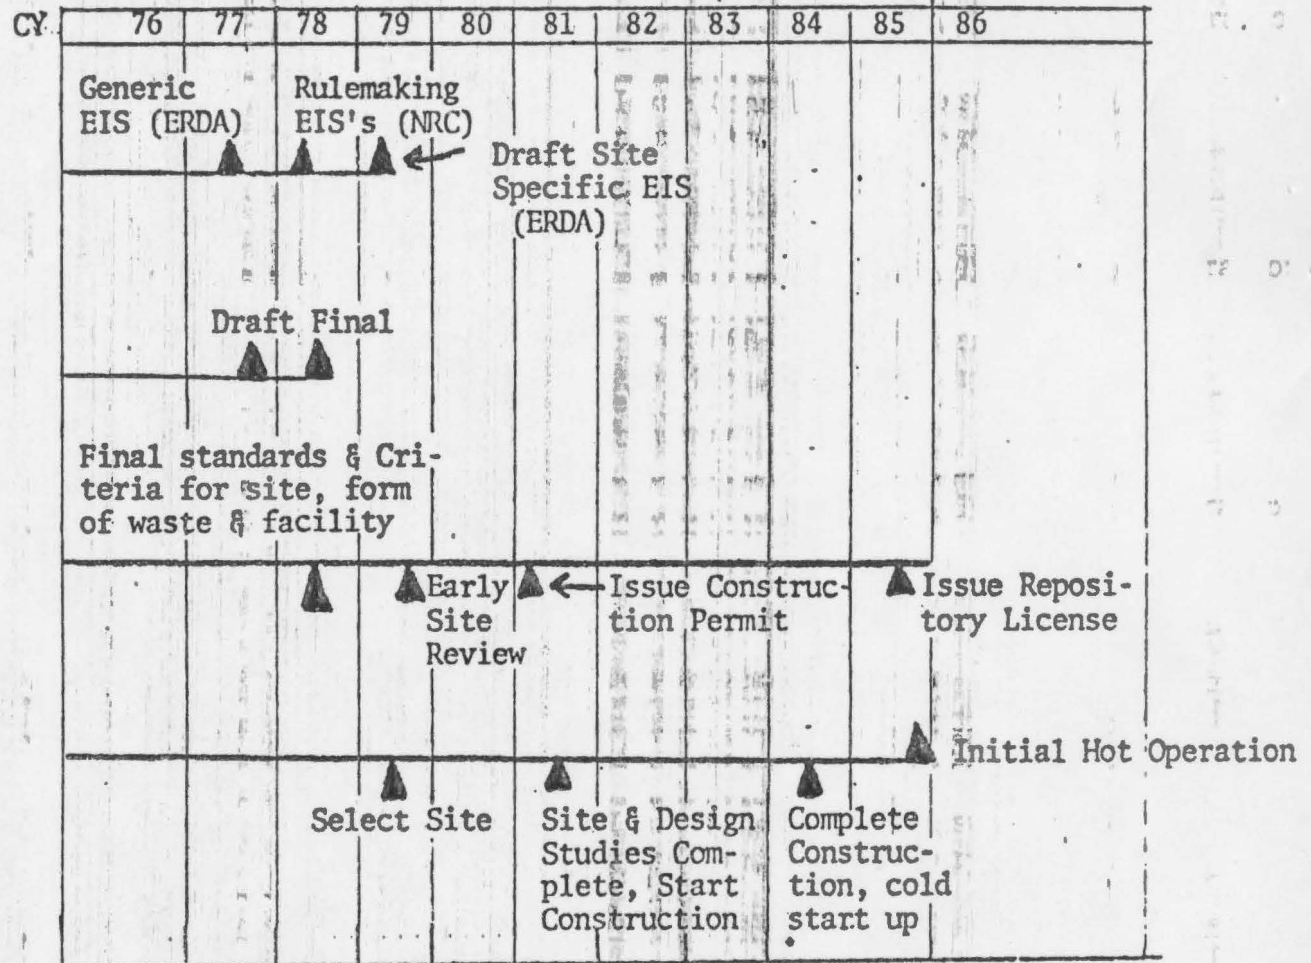 CY 76 77 78 79 80 81 82 83 84 85 86
Generic
EIS (ERDA)
Rulemaking
EIS's (NRC)
Draft Site
Specific EIS
(ERDA)
Draft Final
Final standards & Cri-
teria for site, form
of waste & facility
Early
Site
Review
Issue Construc-
tion Permit
Issue Reposi-
tory License
Initial Hot Operation
Select Site
Site & Design
Studies Com-
plete, Start
Construction
Complete
Construc-
tion, cold
start up